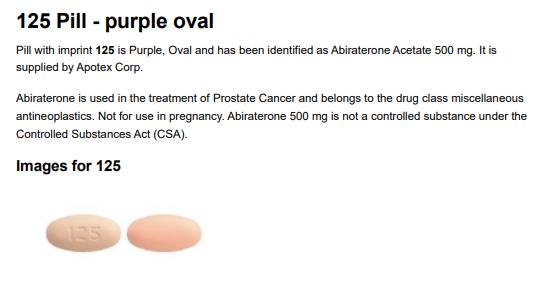 125 Pill - purple oval
Pill with imprint 125 is Purple, Oval and has been identified as Abiraterone Acetate 500 mg. It is
supplied by Apotex Corp.
Abiraterone is used in the treatment of Prostate Cancer and belongs to the drug class miscellaneous
antineoplastics. Not for use in pregnancy. Abiraterone 500 mg is not a controlled substance under the
Controlled Substances Act (CSA).
Images for 125
125